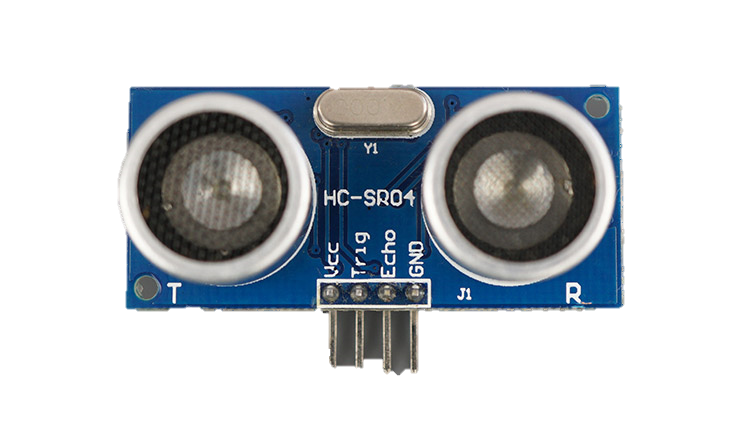 Y1
HC-SR04
Vcc
Trig
Echo
GND
T
J1
R